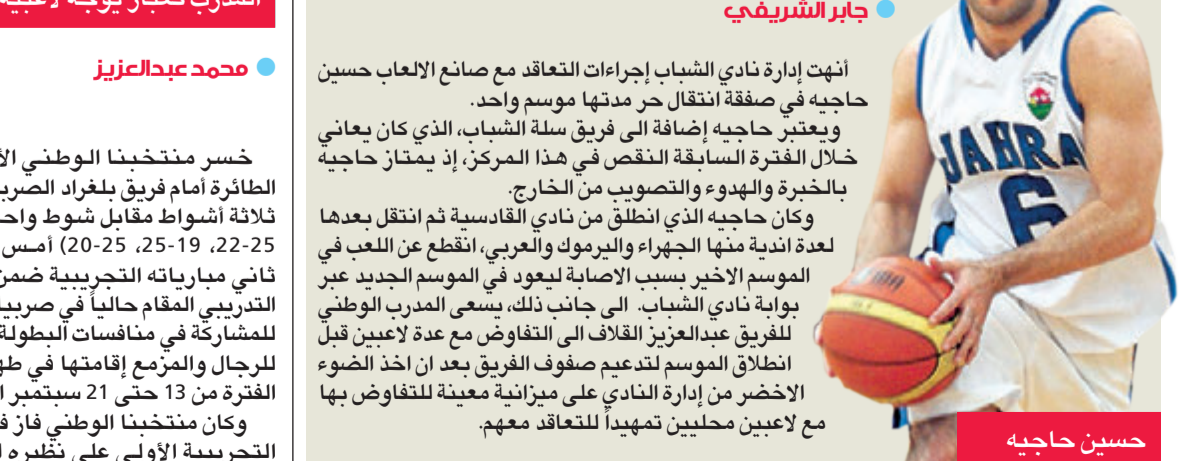 جابر الشريفي
أنهت إدارة نادي الشباب إجراءات التعاقد مع صانع الالعاب حسين
حاجيه في صفقة انتقال حر مدتها موسم واحد.
ويعتبر حاجيه إضافة الى فريق سلة الشباب، الذي كان يعاني
خلال الفترة السابقة النقص في هذا المركز، إذ يمتاز حاجيه
بالخبرة والهدوء والتصويب من الخارج.
وكان حاجيه الذي انطلق من نادي القادسية ثم انتقل بعدها
لعدة اندية منها الجهراء واليرموك والعربي، انقطع عن اللعب في
الموسم الاخير بسبب الاصابة ليعود في الموسم الجديد عبر
بوابة نادي الشباب. الى جانب ذلك، يسعى المدرب الوطني
للفريق عبدالعزيز القلاف الى التفاوض مع عدة لاعبين قبل
انطلاق الموسم لتدعيم صفوف الفريق بعد ان اخذ الضوء
الاخضر من إدارة النادي على ميزانية معينة للتفاوض بها
مع لاعبين محليين تمهيداً للتعاقد معهم.
JAHRA
6
حسين حاجيه
محمد عبدالعزيز
خسر منتخبنا الوطني
الطائرة أمام فريق بلغراد
ثلاثة أشواط مقابل شوط
22-25، 19-25، 25-20) أمس
ثاني مبارياته التجريبية ضمن
التدريبي المقام حالياً في
للمشاركة في منافسات البطولة
للرجال والمزمع إقامتها في
الفترة من 13 حتى 21 سبتمبر
وكان منتخبنا الوطني فاز
التجريبية الأولى على نظيره